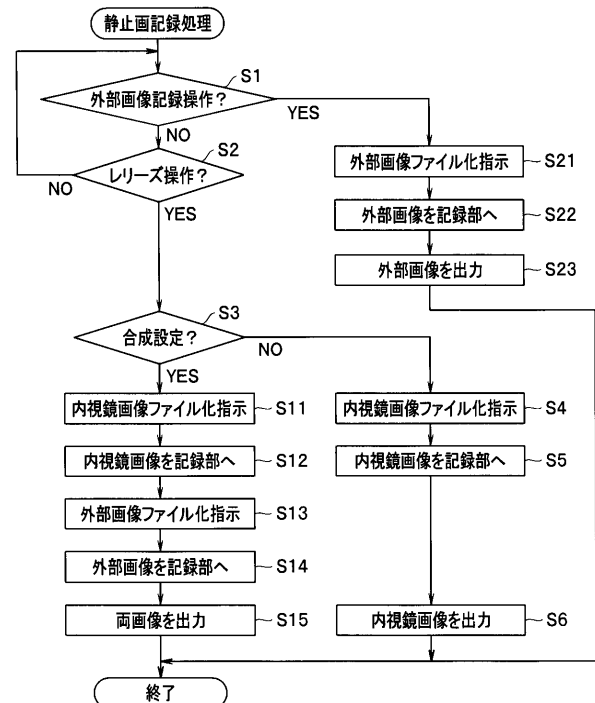 静止画記録処理
S1
外部画像記録操作？
YES
NO
S2
レリーズ操作？
NO
YES
外部画像ファイル化指示
S21
外部画像を記録部へ
S22
外部画像を出力
S23
S3
合成設定？
NO
YES
内視鏡画像ファイル化指示
S11
内視鏡画像ファイル化指示
S4
内視鏡画像を記録部へ
S12
内視鏡画像を記録部へ
S5
外部画像ファイル化指示
S13
外部画像を記録部へ
S14
両画像を出力
S15
内視鏡画像を出力
S6
終了